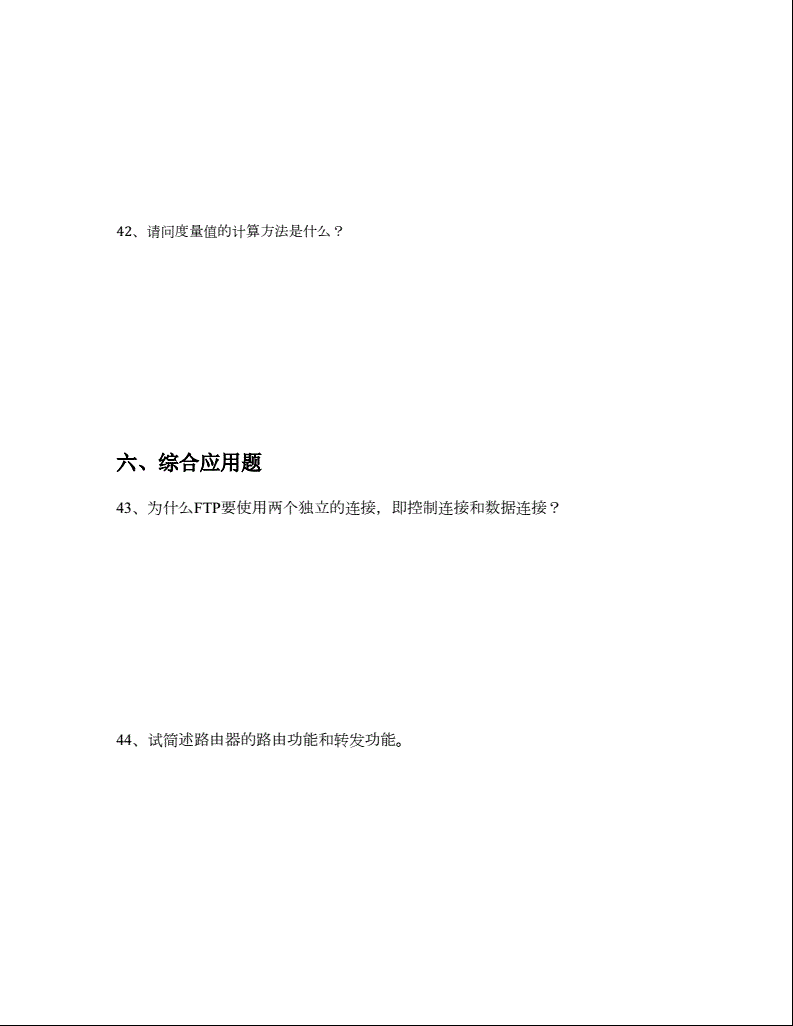 42、请问度量值的计算方法是什么？
六、综合应用题
43、为什么FTP要使用两个独立的连接，即控制连接和数据连接？
44、试简述路由器的路由功能和转发功能。